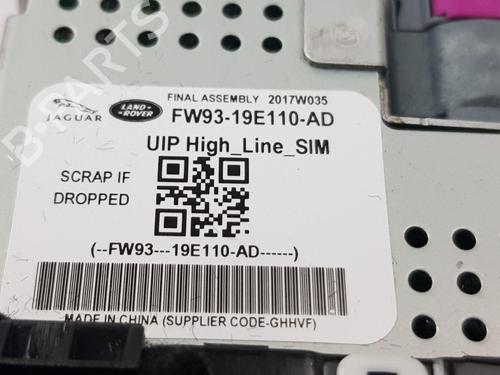 FINAL ASSEMBLY 2017W035
JAGUAR
LAND-
ROVER
FW93-19E110-AD
UIP High_Line_SIM
SCRAP IF
DROPPED
(--FW93---19E110-AD------)
MADE IN CHINA (SUPPLIER CODE-GHHVF)
B-PARTS